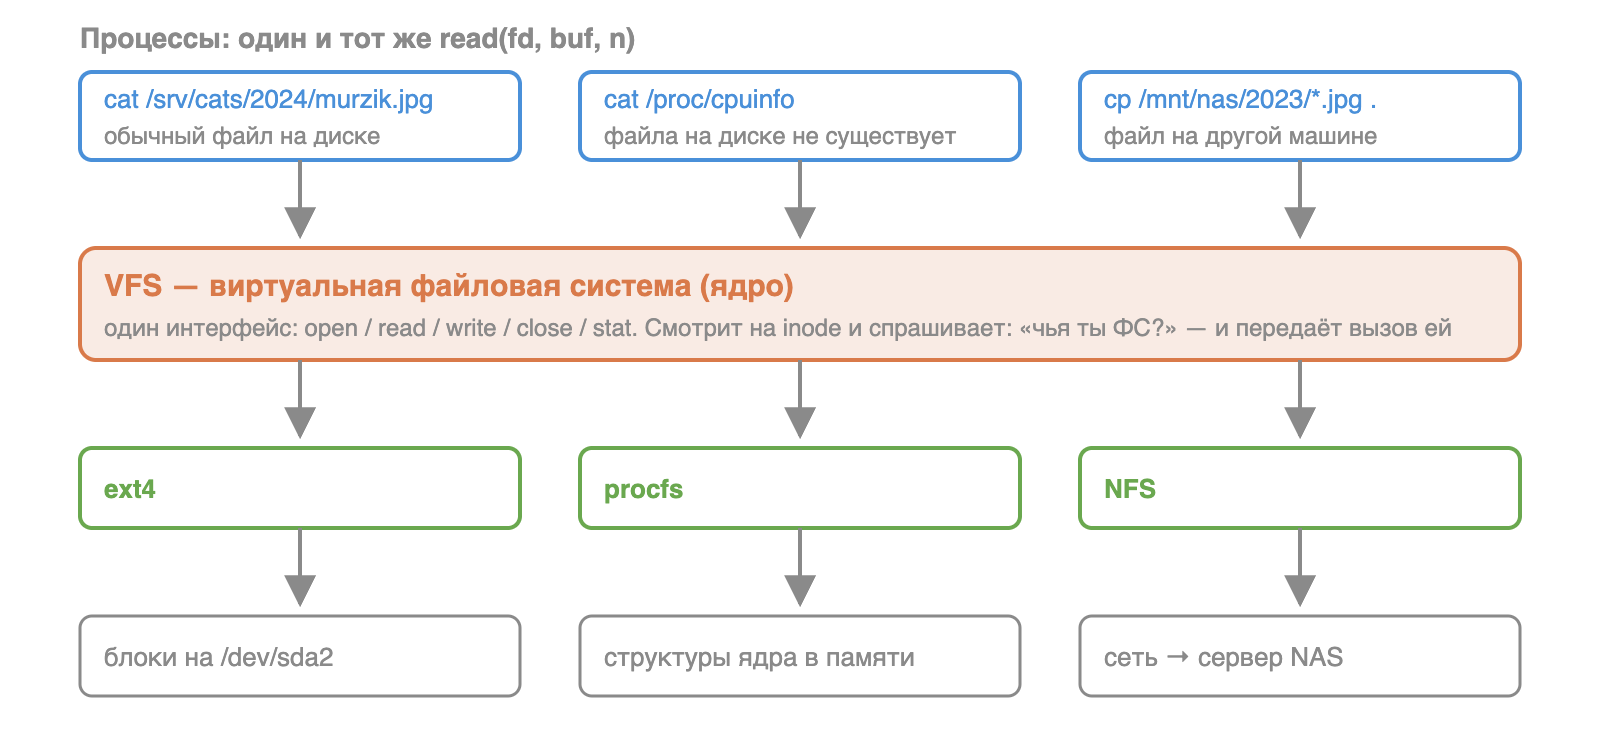 Процессы: один и тот же read(fd, buf, n)
cat /srv/cats/2024/murzik.jpg
обычный файл на диске
cat /proc/cpuinfo
файла на диске не существует
cp /mnt/nas/2023/*.jpg .
файл на другой машине
VFS — виртуальная файловая система (ядро)
один интерфейс: open / read / write / close / stat. Смотрит на inode и спрашивает: «чья ты ФС?» — и передаёт вызов ей
ext4
procfs
NFS
блоки на /dev/sda2
структуры ядра в памяти
сеть → сервер NAS